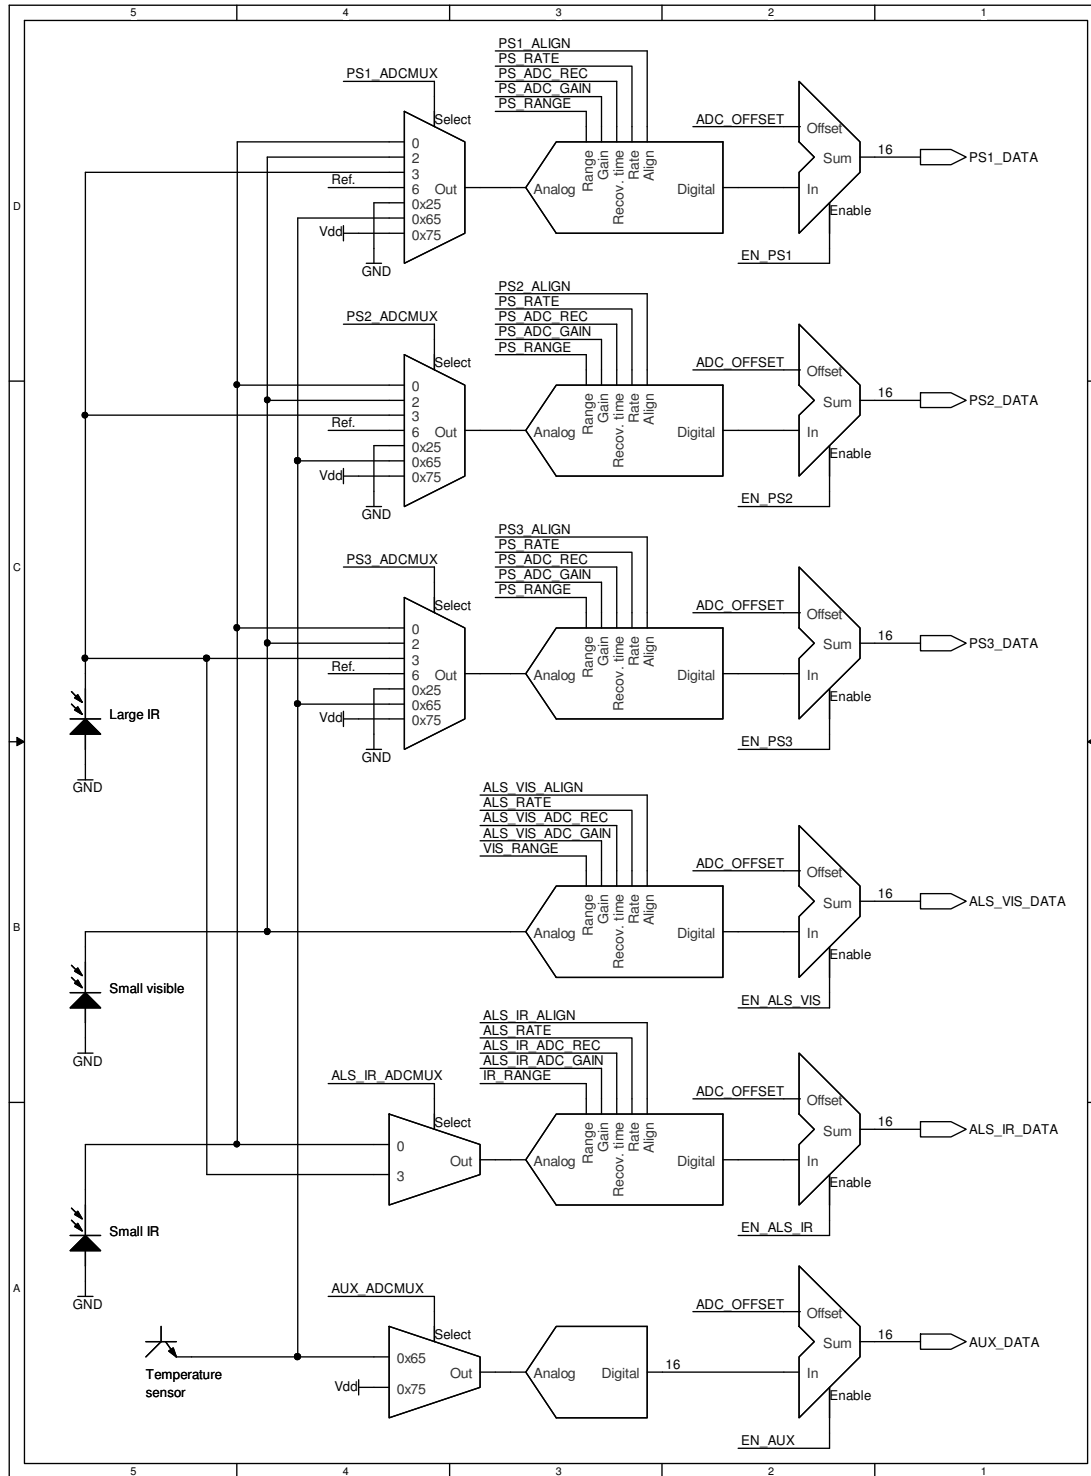 5 4 3 2 1
D
C
B
A
PS1_ALIGN
PS_RATE
PS_ADC_REC
PS_ADC_GAIN
PS_RANGE
PS1_ADCMUX
Select
0
2
3
Ref.
6 Out
0x25
0x65
Vdd 0x75
GND
Analog
Range
Gain
Recov. time
Rate
Align
Digital
ADC_OFFSET
Offset
Sum
In
Enable
EN_PS1
16
PS1_DATA
PS2_ALIGN
PS_RATE
PS_ADC_REC
PS_ADC_GAIN
PS_RANGE
PS2_ADCMUX
Select
0
2
3
Ref.
6 Out
0x25
0x65
Vdd 0x75
GND
Analog
Range
Gain
Recov. time
Rate
Align
Digital
ADC_OFFSET
Offset
Sum
In
Enable
EN_PS2
16
PS2_DATA
PS3_ALIGN
PS_RATE
PS_ADC_REC
PS_ADC_GAIN
PS_RANGE
PS3_ADCMUX
Select
0
2
3
Ref.
6 Out
0x25
0x65
Vdd 0x75
GND
Analog
Range
Gain
Recov. time
Rate
Align
Digital
ADC_OFFSET
Offset
Sum
In
Enable
EN_PS3
16
PS3_DATA
Large IR
GND
ALS_VIS_ALIGN
ALS_RATE
ALS_VIS_ADC_REC
ALS_VIS_ADC_GAIN
VIS_RANGE
Analog
Range
Gain
Recov. time
Rate
Align
Digital
ADC_OFFSET
Offset
Sum
In
Enable
EN_ALS_VIS
16
ALS_VIS_DATA
Small visible
GND
ALS_IR_ALIGN
ALS_RATE
ALS_IR_ADC_REC
ALS_IR_ADC_GAIN
IR_RANGE
ALS_IR_ADCMUX
Select
0
Out
3
Analog
Range
Gain
Recov. time
Rate
Align
Digital
ADC_OFFSET
Offset
Sum
In
Enable
EN_ALS_IR
16
ALS_IR_DATA
Small IR
GND
Temperature
sensor
AUX_ADCMUX
Select
0x65
Out
Vdd 0x75
Analog
Digital
16
ADC_OFFSET
Offset
Sum
In
Enable
EN_AUX
16
AUX_DATA
5 4 3 2 1